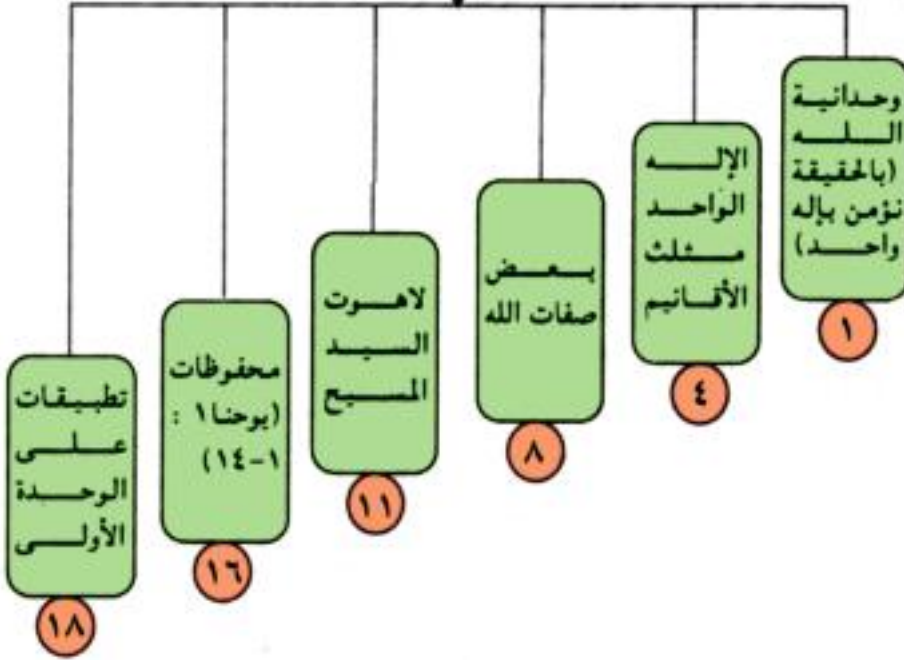 وحدانية
الله
(بالحقيقة
نؤمن بإله
واحد)
١
الإله
الواحد
مثلث
الأقانيم
٤
بعض
صفات الله
٨
لاهوت
السيد
المسيح
١١
محفوظات
(يوحنا ١ :
١-١٤)
١٦
تطبيقات
على
الوحدة
الأولى
١٨